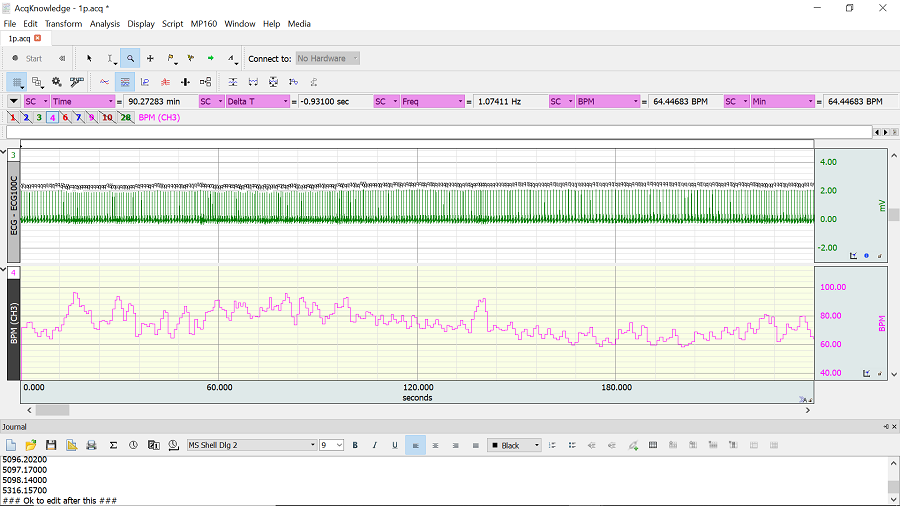 AcqKnowledge - 1p.acq *
File Edit Transform Analysis Display Script MP160 Window Help Media
1p.acq
Start Connect to: No Hardware
SC Time = 90.27283 min SC Delta T = -0.93100 sec SC Freq = 1.07411 Hz SC BPM = 64.44683 BPM SC Min = 64.44683 BPM
1 2 3 4 6 7 9 10 28 BPM (CH3)
3
ECG - ECG100C
4.00
2.00
0.00
-2.00
mV
4
BPM (CH3)
100.00
80.00
60.00
40.00
BPM
0.000 60.000 120.000 180.000
seconds
Journal
MS Shell Dlg 2 9 B I U Black
5096.20200
5097.17000
5098.14000
5316.15700
### Ok to edit after this ###